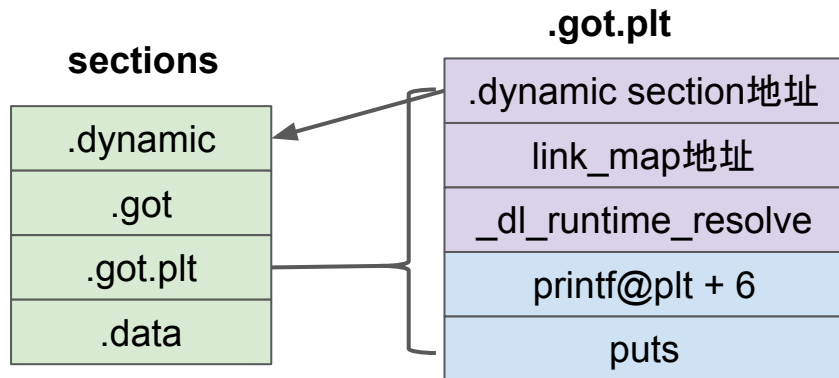 sections
.dynamic
.got
.got.plt
.data
.got.plt
.dynamic section地址
link_map地址
_dl_runtime_resolve
printf@plt + 6
puts